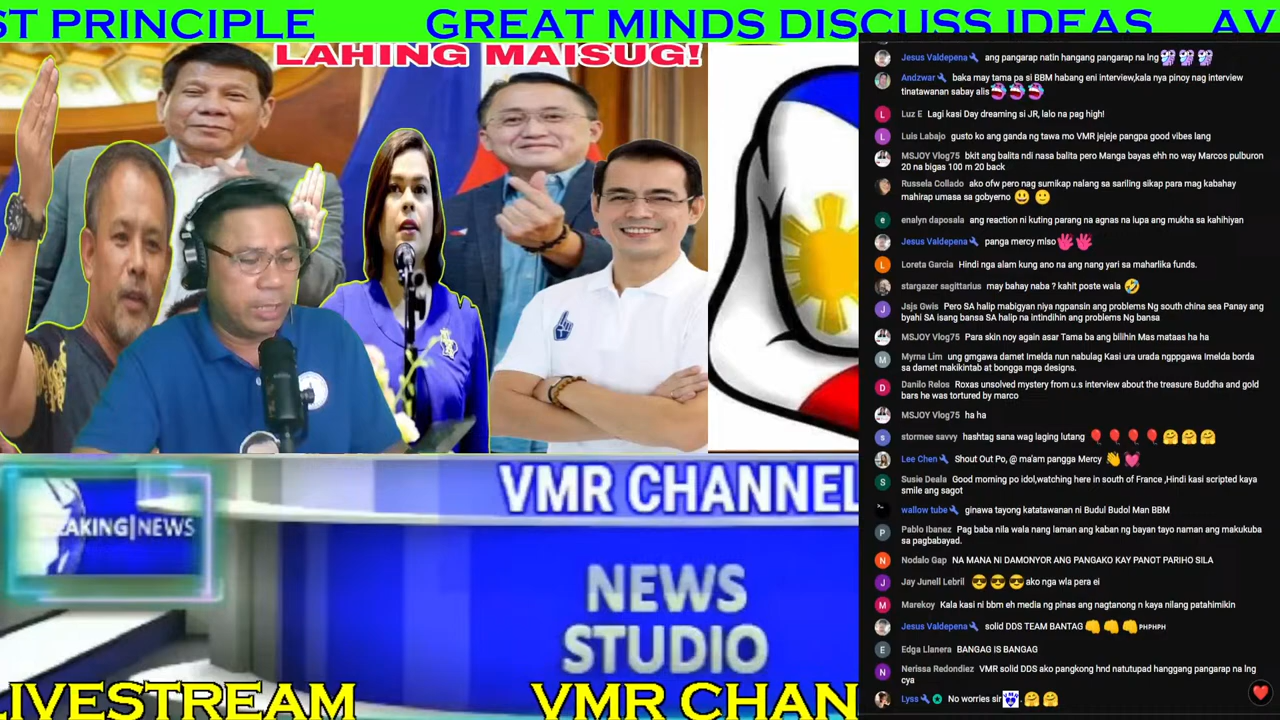 ST PRINCIPLE GREAT MINDS DISCUSS IDEAS AV
LAHING MAISUG!
Jesus Valdepena ang pangarap natin hangang pangarap na lng
Andzwar baka may tama pa si BBM habang eni interview,kala nya pinoy nag interview
tinatawanan sabay alis
Luz E Lagi kasi Day dreaming si JR, lalo na pag high!
Luis Labajo gusto ko ang ganda ng tawa mo VMR jejeje pangpa good vibes lang
MSJOY Vlog75 bkit ang balita ndi nasa balita pero Manga bayas ehh no way Marcos pulburon
20 na bigas 100 m 20 back
Russela Collado ako ofw pero nag sumikap nalang sa sariling sikap para mag kabahay
mahirap umasa sa gobyerno 😃 🙂
enalyn daposala ang reaction ni kuting parang na agnas na lupa ang mukha sa kahihiyan
Jesus Valdepena panga mercy miso
Loreta Garcia Hindi nga alam kung ano na ang nang yari sa maharlika funds.
stargazer sagittarius may bahay naba ? kahit poste wala 🤣
Jsjs Gwis Pero SA halip mabigyan niya ngpansin ang problems Ng south china sea Panay ang
byahi SA isang bansa SA halip na intindihin ang problems Ng bansa
MSJOY Vlog75 Para skin noy again asar Tama ba ang bilihin Mas mataas ha ha
Myrna Lim ung gmgawa damet Imelda nun nabulag Kasi ura urada ngppgawa Imelda borda
sa damet makikintab at bongga mga designs.
Danilo Relos Roxas unsolved mystery from u.s interview about the treasure Buddha and gold
bars he was tortured by marco
MSJOY Vlog75 ha ha
stormee savvy hashtag sana wag laging lutang 🎈🎈🎈🎈🤗🤗🤗
Lee Chen Shout Out Po, @ ma'am pangga Mercy 👋 💓
Susie Deala Good morning po idol,watching here in south of France ,Hindi kasi scripted kaya
smile ang sagot
wallow tube ginawa tayong katatawanan ni Budul Budol Man BBM
Pablo Ibanez Pag baba nila wala nang laman ang kaban ng bayan tayo naman ang makukuba
sa pagbabayad.
Nodalo Gap NA MANA NI DAMONYOR ANG PANGAKO KAY PANOT PARIHO SILA
Jay Junell Lebril 😎😎😎ako nga wla pera ei
Marekoy Kala kasi ni bbm eh media ng pinas ang nagtanong n kaya nilang patahimikin
Jesus Valdepena solid DDS TEAM BANTAG👊👊👊PHPHPH
Edga Llanera BANGAG IS BANGAG
Nerissa Redondiez VMR solid DDS ako pangkong hnd natutupad hanggang pangarap na lng
cya
Lyss No worries sir 🤗 🤗
VMR CHANNEL
EAKING|NEWS
NEWS
STUDIO
LIVESTREAM VMR CHAN